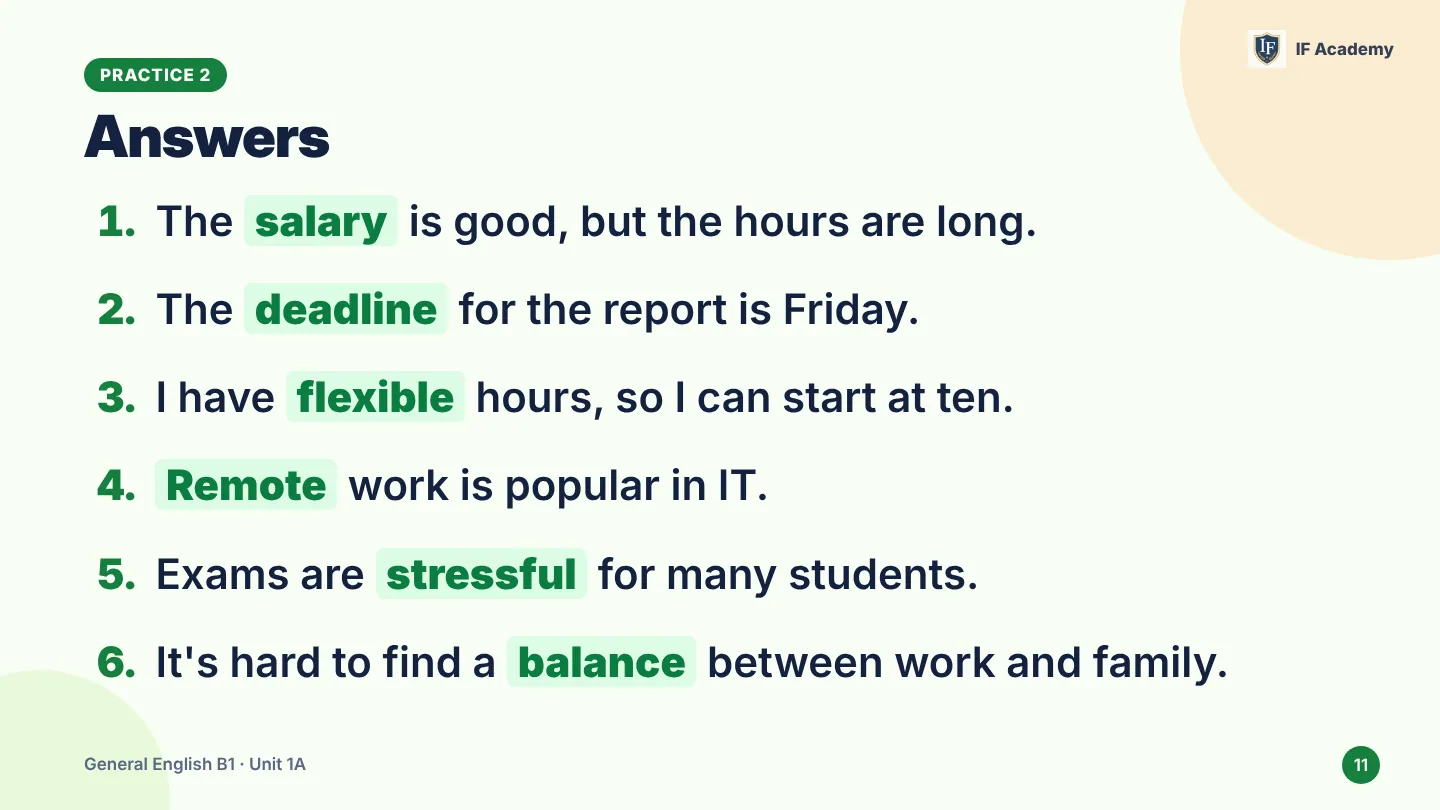 IF Academy
PRACTICE 2
Answers
1. The salary is good, but the hours are long.
2. The deadline for the report is Friday.
3. I have flexible hours, so I can start at ten.
4. Remote work is popular in IT.
5. Exams are stressful for many students.
6. It's hard to find a balance between work and family.
General English B1 · Unit 1A
11